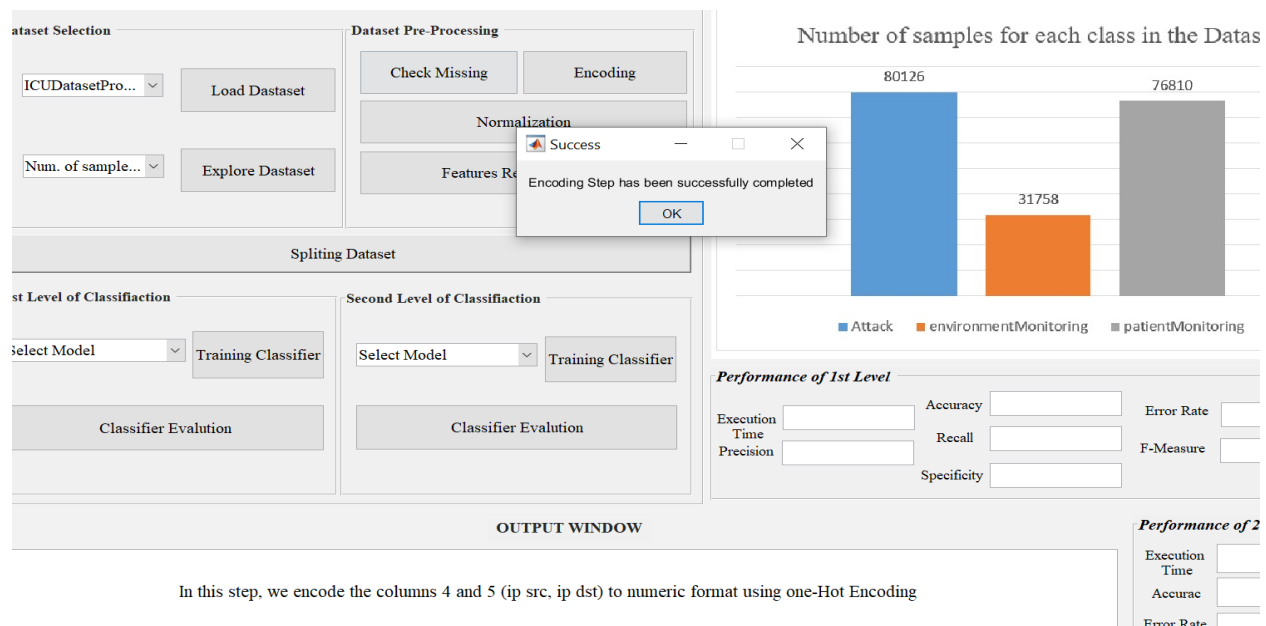 ataset Selection
ICUDatasetPro...
Load Dastaset
Num. of sample...
Explore Dastaset
Dataset Pre-Processing
Check Missing
Encoding
Normalization
Features Re
Success
Encoding Step has been successfully completed
OK
Spliting Dataset
st Level of Classifiaction
Select Model
Training Classifier
Classifier Evalution
Second Level of Classifiaction
Select Model
Training Classifier
Classifier Evalution
Number of samples for each class in the Datas
80126
31758
76810
Attack
environmentMonitoring
patientMonitoring
Performance of 1st Level
Execution
Time
Precision
Accuracy
Recall
Specificity
Error Rate
F-Measure
OUTPUT WINDOW
In this step, we encode the columns 4 and 5 (ip src, ip dst) to numeric format using one-Hot Encoding
Performance of 2
Execution
Time
Accurac
Error Rate